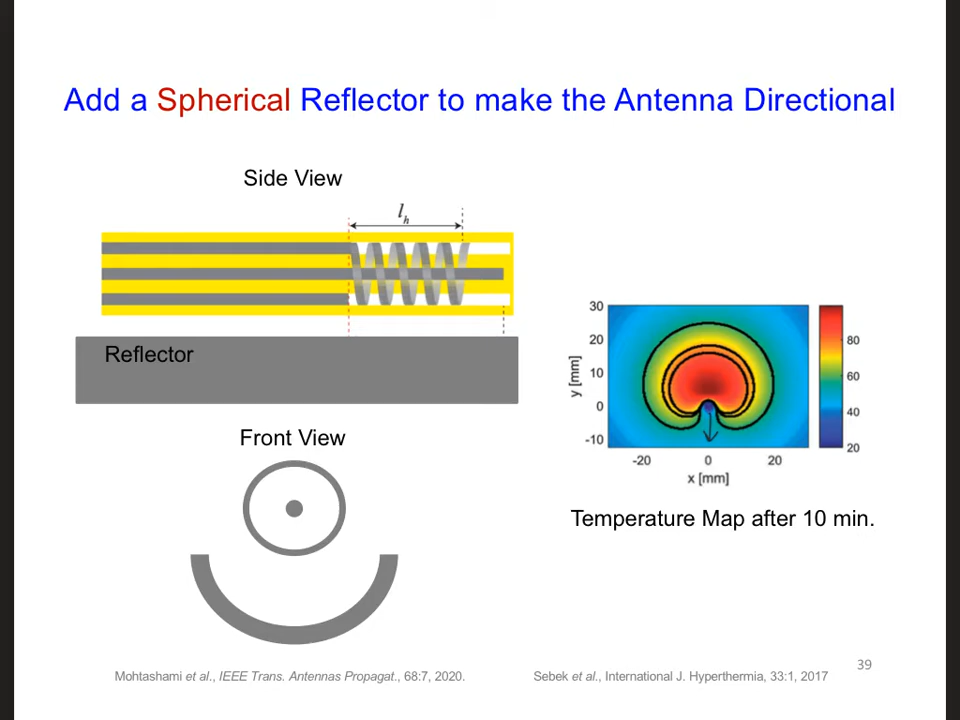 Add a Spherical Reflector to make the Antenna Directional
Side View
lh
Reflector
Front View
30
20
10
0
-10
y [mm]
-20
0
20
x [mm]
80
60
40
20
Temperature Map after 10 min.
39
Mohtashami et al., IEEE Trans. Antennas Propagat., 68:7, 2020.
Sebek et al., International J. Hyperthermia, 33:1, 2017